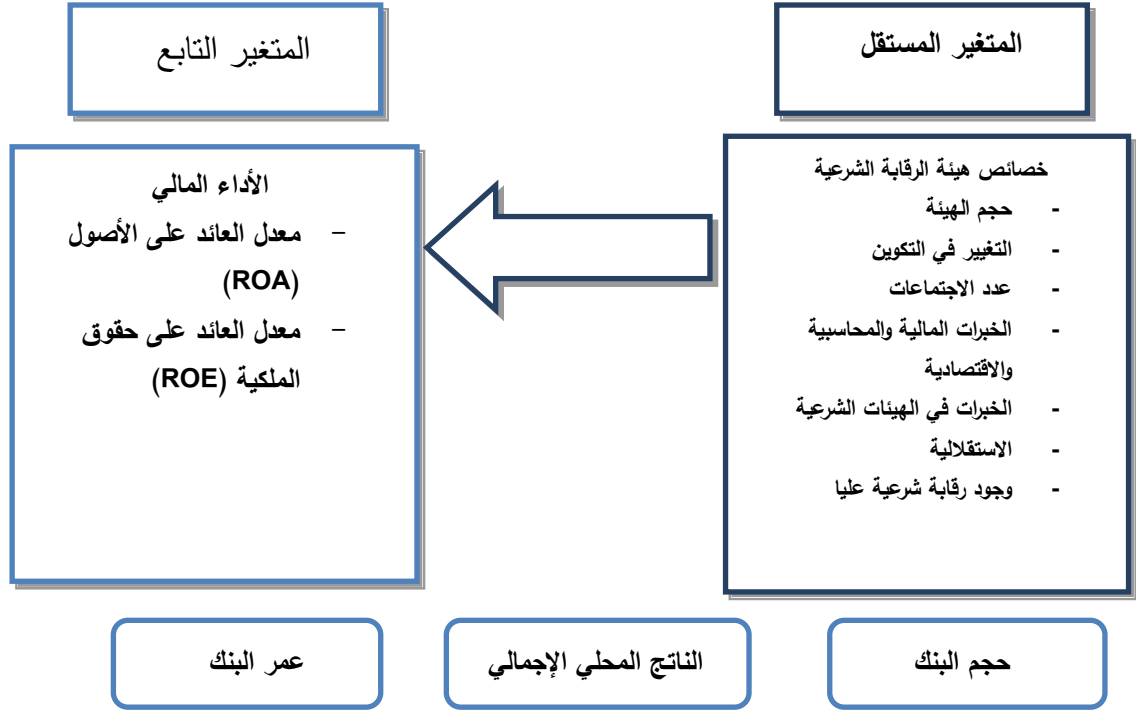 المتغير المستقل
المتغير التابع
خصائص هيئة الرقابة الشرعية
- حجم الهيئة
- التغيير في التكوين
- عدد الاجتماعات
- الخبرات المالية والمحاسبية
والاقتصادية
- الخبرات في الهيئات الشرعية
- الاستقلالية
- وجود رقابة شرعية عليا
الأداء المالي
- معدل العائد على الأصول
(ROA)
- معدل العائد على حقوق
الملكية (ROE)
حجم البنك
الناتج المحلي الإجمالي
عمر البنك